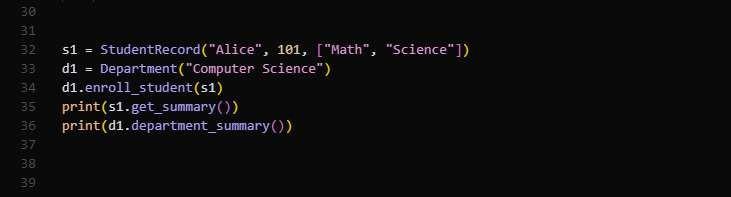 30
31
32 s1 = StudentRecord("Alice", 101, ["Math", "Science"])
33 d1 = Department("Computer Science")
34 d1.enroll_student(s1)
35 print(s1.get_summary())
36 print(d1.department_summary())
37
38
39